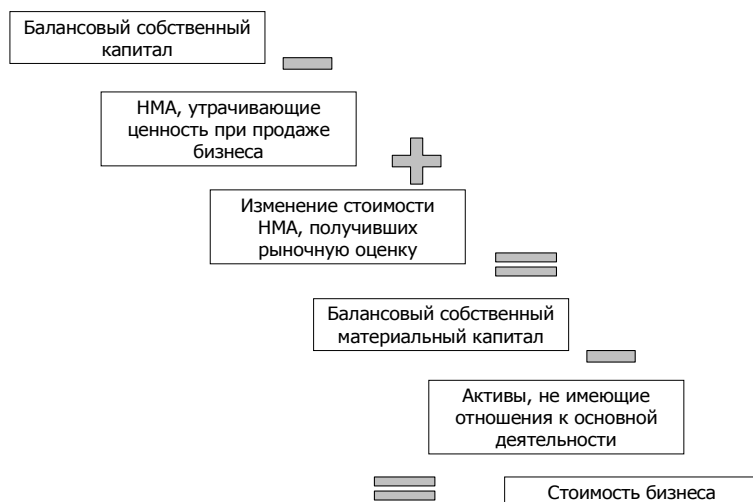 Балансовый собственный
капитал
НМА, утрачивающие
ценность при продаже
бизнеса
Изменение стоимости
НМА, получивших
рыночную оценку
Балансовый собственный
материальный капитал
Активы, не имеющие
отношения к основной
деятельности
Стоимость бизнеса